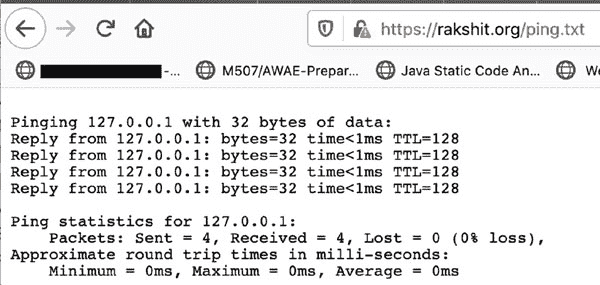 https://rakshit.org/ping.txt
-... M507/AWAE-Prepar... Java Static Code An... We
Pinging 127.0.0.1 with 32 bytes of data:
Reply from 127.0.0.1: bytes=32 time<1ms TTL=128
Reply from 127.0.0.1: bytes=32 time<1ms TTL=128
Reply from 127.0.0.1: bytes=32 time<1ms TTL=128
Reply from 127.0.0.1: bytes=32 time<1ms TTL=128
Ping statistics for 127.0.0.1:
Packets: Sent = 4, Received = 4, Lost = 0 (0% loss),
Approximate round trip times in milli-seconds:
Minimum = 0ms, Maximum = 0ms, Average = 0ms